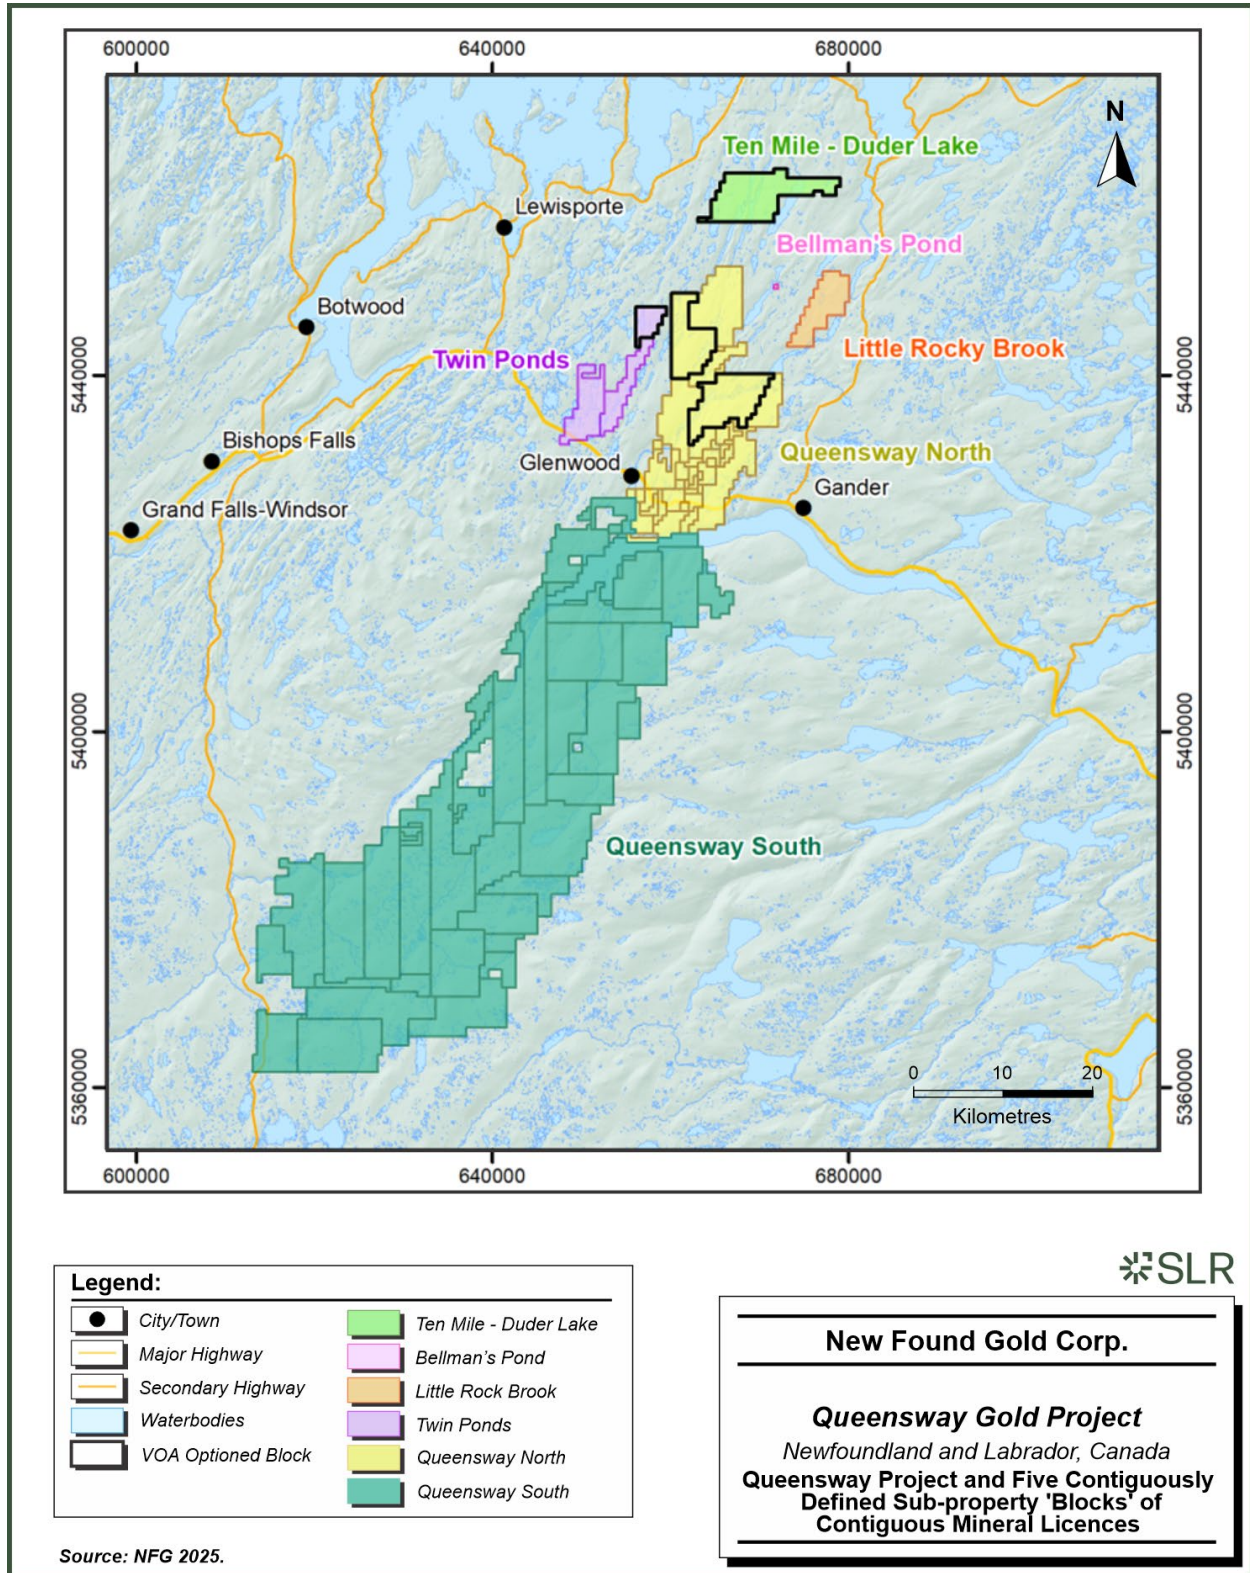 600000 640000 680000
N
Ten Mile - Duder Lake
Lewisporte
Bellman's Pond
Botwood
Little Rocky Brook
Twin Ponds
5440000 5440000
Bishops Falls
Queensway North
Glenwood
Gander
Grand Falls-Windsor
5400000 5400000
Queensway South
5360000 5360000
0 10 20
Kilometres
600000 640000 680000
SLR
Legend:
City/Town
Major Highway
Secondary Highway
Waterbodies
VOA Optioned Block
Ten Mile - Duder Lake
Bellman's Pond
Little Rock Brook
Twin Ponds
Queensway North
Queensway South
New Found Gold Corp.
Queensway Gold Project
Newfoundland and Labrador, Canada
Queensway Project and Five Contiguously
Defined Sub-property 'Blocks' of
Contiguous Mineral Licences
Source: NFG 2025.